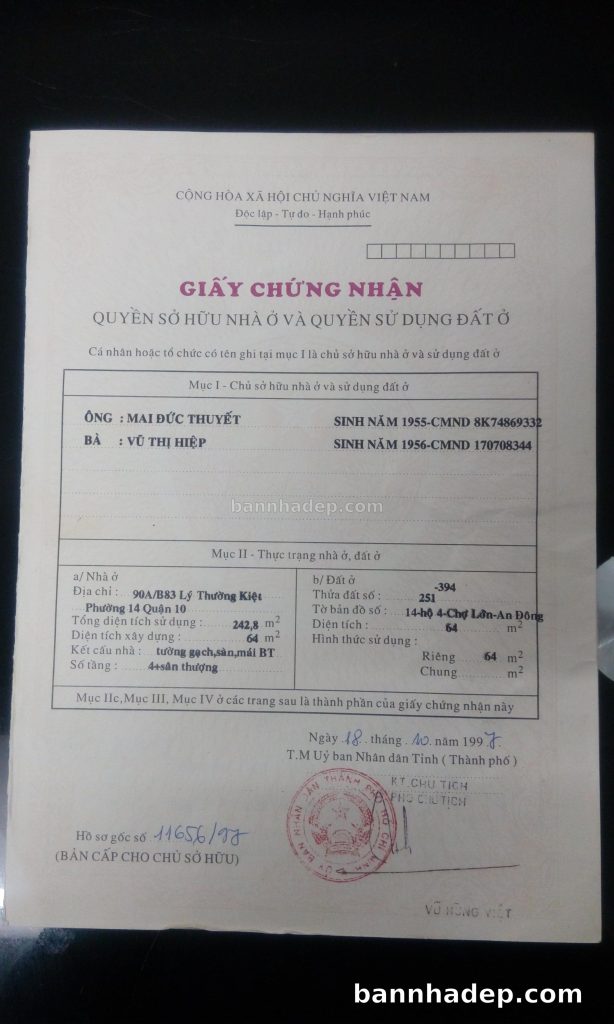 CỘNG HÒA XÃ HỘI CHỦ NGHĨA VIỆT NAM
Độc lập - Tự do - Hạnh phúc
GIẤY CHỨNG NHẬN
QUYỀN SỞ HỮU NHÀ Ở VÀ QUYỀN SỬ DỤNG ĐẤT Ở
Cá nhân hoặc tổ chức có tên ghi tại mục I là chủ sở hữu nhà ở và sử dụng đất ở
Mục I - Chủ sở hữu nhà ở và sử dụng đất ở
ÔNG : MAI ĐỨC THUYẾT SINH NĂM 1955-CMND 8K74869332
BÀ : VŨ THỊ HIỆP SINH NĂM 1956-CMND 170708344
bannhadep.com
Mục II - Thực trạng nhà ở, đất ở
a/ Nhà ở
Địa chỉ : 90A/B83 Lý Thường Kiệt
Phường 14 Quận 10
Tổng diện tích sử dụng : 242,8 m2
Diện tích xây dựng : 64 m2
Kết cấu nhà : tường gạch,sàn,mái BT
Số tầng : 4+sân thượng
b/ Đất ở -394
Thửa đất số : 251
Tờ bản đồ số : 14-hộ 4-Chợ Lớn-An Đông
Diện tích : 64 m2
Hình thức sử dụng :
Riêng 64 m2
Chung m2
Mục IIc,Mục III, Mục IV ở các trang sau là thành phần của giấy chứng nhận này
Ngày 18 tháng 10 năm 1997
T.M Uỷ ban Nhân dân Tỉnh ( Thành phố )
KT.CHỦ TỊCH
PHÓ CHỦ TỊCH
ỦY BAN NHÂN DÂN THÀNH PHỐ HỒ CHÍ MINH
Hồ sơ gốc số 11656/97
(BẢN CẤP CHO CHỦ SỞ HỮU)
VŨ HÙNG VIỆT
bannhadep.com